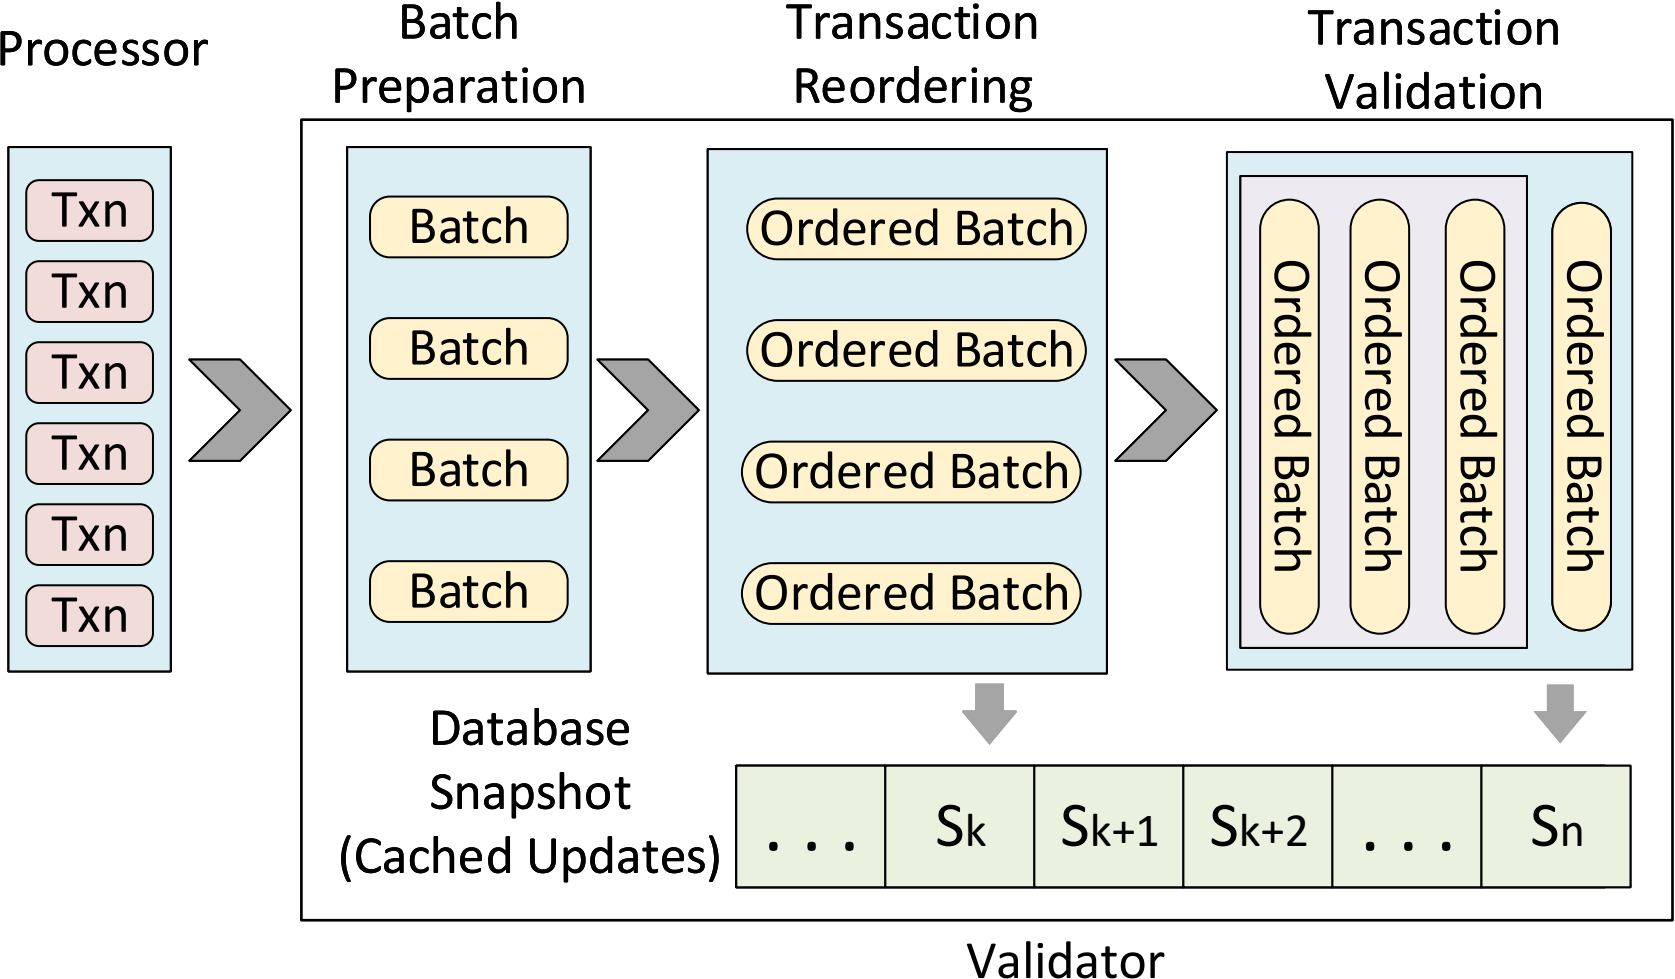 Processor
Batch
Preparation
Transaction
Reordering
Transaction
Validation
Txn
Txn
Txn
Txn
Txn
Txn
Batch
Batch
Batch
Batch
Ordered Batch
Ordered Batch
Ordered Batch
Ordered Batch
Ordered Batch
Ordered Batch
Ordered Batch
Ordered Batch
Database
Snapshot
(Cached Updates)
. . . Sk Sk+1 Sk+2 . . . Sn
Validator